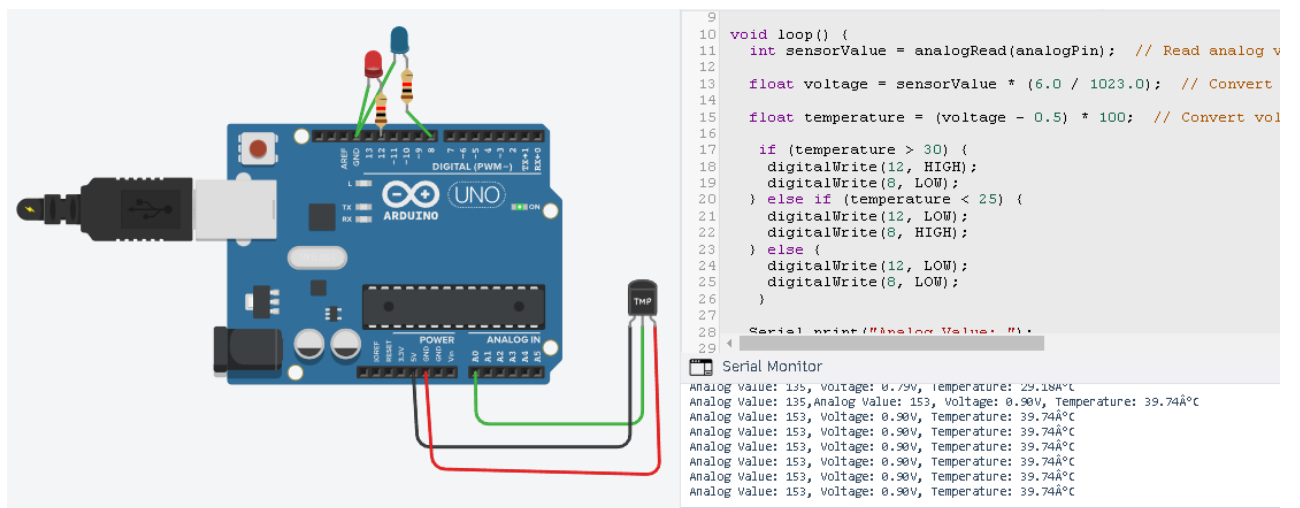 AREF
GND
13
12
~11
~10
~9
8
7
~6
~5
4
~3
2
TX→1
RX←0
DIGITAL (PWM~)
L
TX
RX
UNO
ARDUINO
ON
TMP
POWER
ANALOG IN
IOREF
RESET
3.3V
5V
GND
GND
Vin
A0
A1
A2
A3
A4
A5
9
10 void loop() {
11 int sensorValue = analogRead(analogPin); // Read analog v
12
13 float voltage = sensorValue * (6.0 / 1023.0); // Convert
14
15 float temperature = (voltage - 0.5) * 100; // Convert vol
16
17 if (temperature > 30) {
18 digitalWrite(12, HIGH);
19 digitalWrite(8, LOW);
20 } else if (temperature < 25) {
21 digitalWrite(12, LOW);
22 digitalWrite(8, HIGH);
23 } else {
24 digitalWrite(12, LOW);
25 digitalWrite(8, LOW);
26 }
27
28 Serial.print("Analog Value: ");
29
Serial Monitor
Analog Value: 135, Voltage: 0.79V, Temperature: 29.18Â°C
Analog Value: 135,Analog Value: 153, Voltage: 0.90V, Temperature: 39.74Â°C
Analog Value: 153, Voltage: 0.90V, Temperature: 39.74Â°C
Analog Value: 153, Voltage: 0.90V, Temperature: 39.74Â°C
Analog Value: 153, Voltage: 0.90V, Temperature: 39.74Â°C
Analog Value: 153, Voltage: 0.90V, Temperature: 39.74Â°C
Analog Value: 153, Voltage: 0.90V, Temperature: 39.74Â°C
Analog Value: 153, Voltage: 0.90V, Temperature: 39.74Â°C